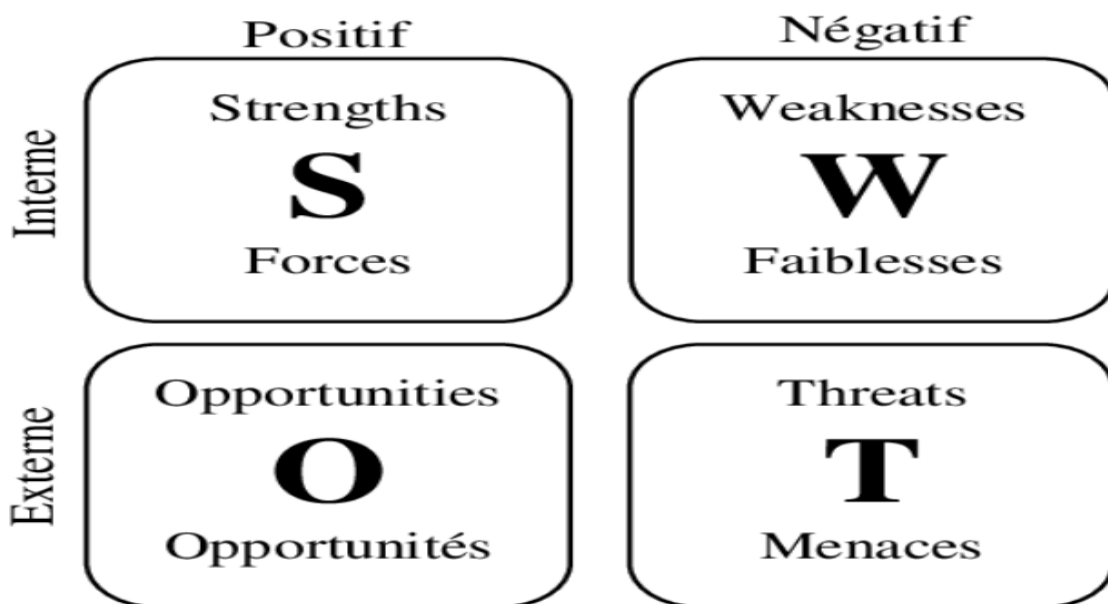 Positif
Négatif
Interne
Strengths
S
Forces
Weaknesses
W
Faiblesses
Externe
Opportunities
O
Opportunités
Threats
T
Menaces